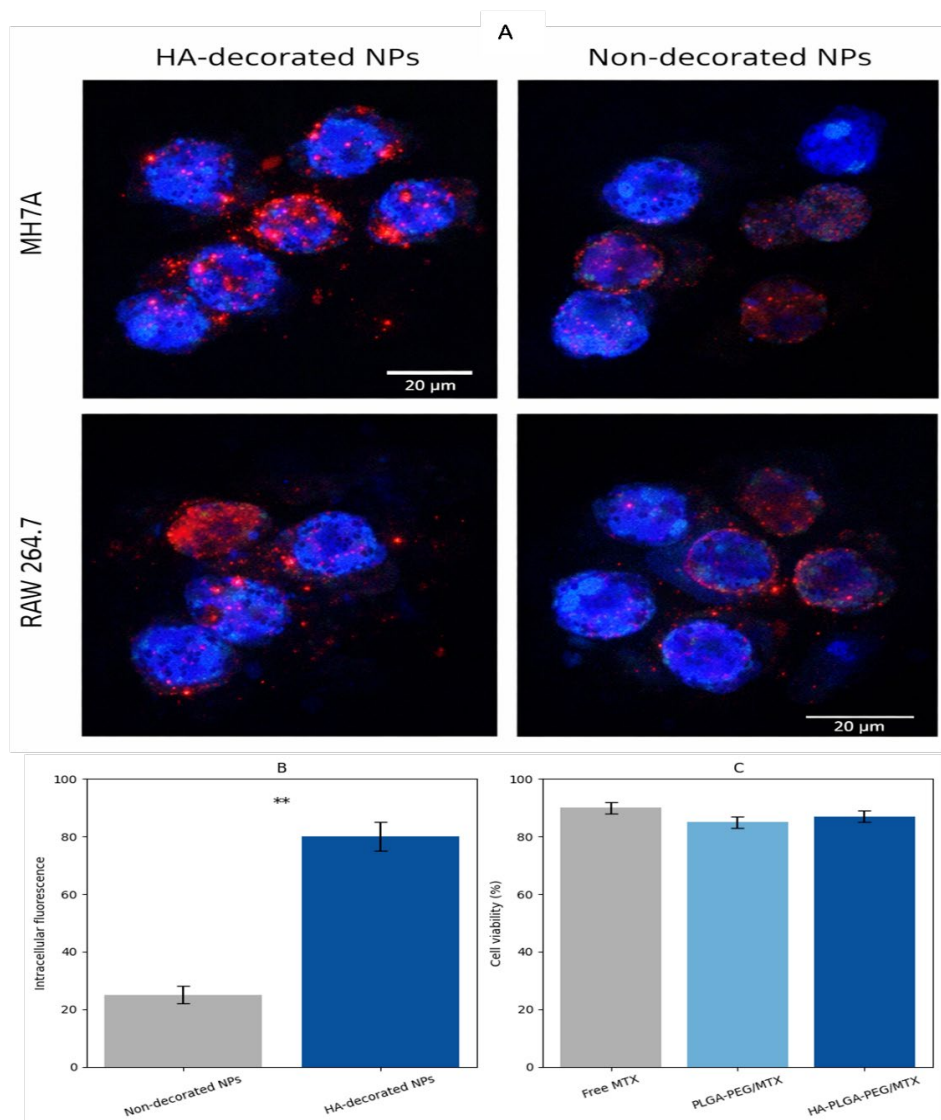 A
HA-decorated NPs
Non-decorated NPs
MH7A
20 µm
RAW 264.7
20 µm
B
100
80
60
40
20
0
Intracellular fluorescence
**
Non-decorated NPs
HA-decorated NPs
C
100
80
60
40
20
0
Cell viability (%)
Free MTX
PLGA-PEG/MTX
HA-PLGA-PEG/MTX